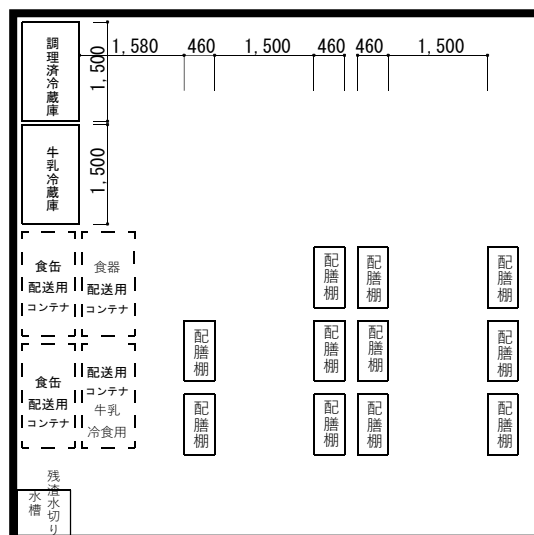 1,580
460
1,500
460
460
1,500
調理済冷蔵庫
1,500
牛乳冷蔵庫
1,500
食缶
配送用
コンテナ
食器
配送用
コンテナ
配膳棚
配膳棚
配膳棚
配膳棚
配膳棚
配膳棚
配膳棚
食缶
配送用
コンテナ
配送用
コンテナ
牛乳
冷食用
配膳棚
配膳棚
配膳棚
配膳棚
残渣水切り
水槽